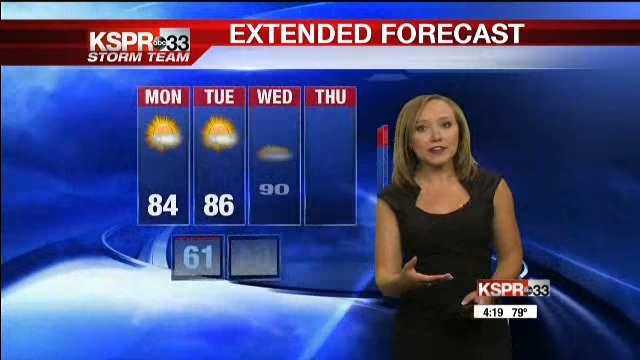 KSPR abc 33
STORM TEAM
EXTENDED FORECAST
MON TUE WED THU
84 86 90
61
KSPR abc 33
4:19 79°